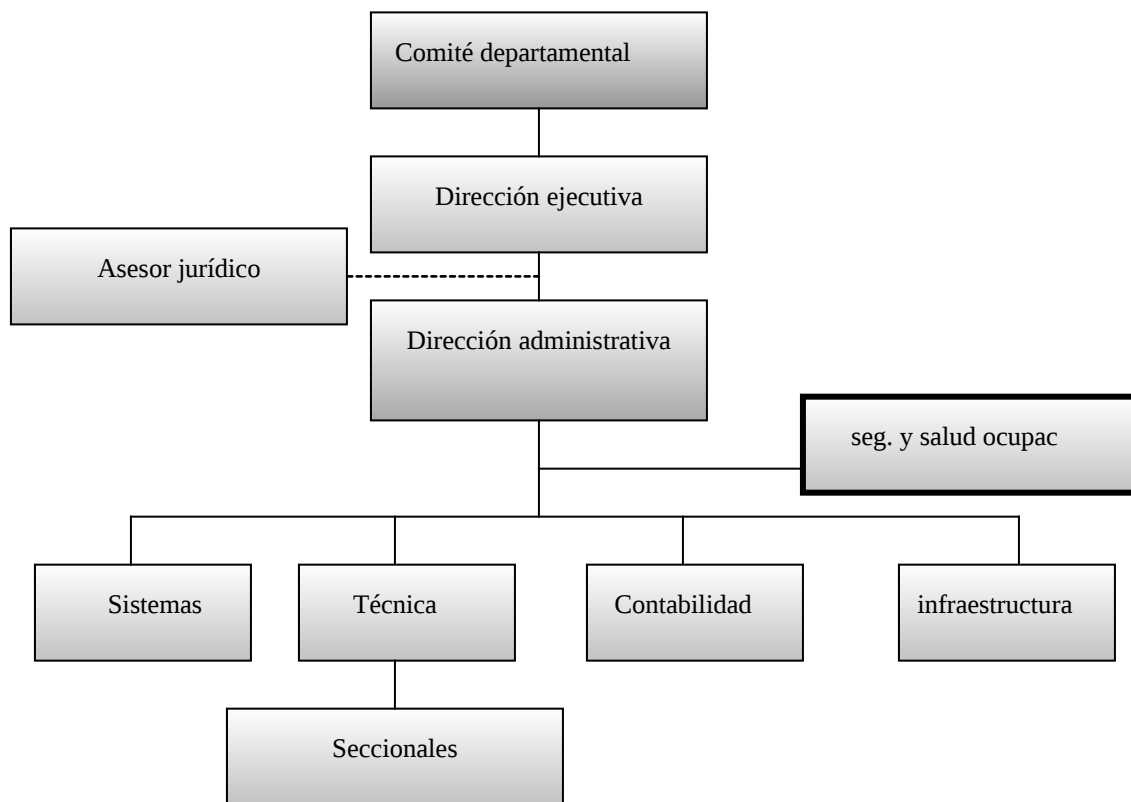 Comité departamental
Dirección ejecutiva
Asesor jurídico
Dirección administrativa
seg. y salud ocupac
Sistemas
Técnica
Contabilidad
infraestructura
Seccionales